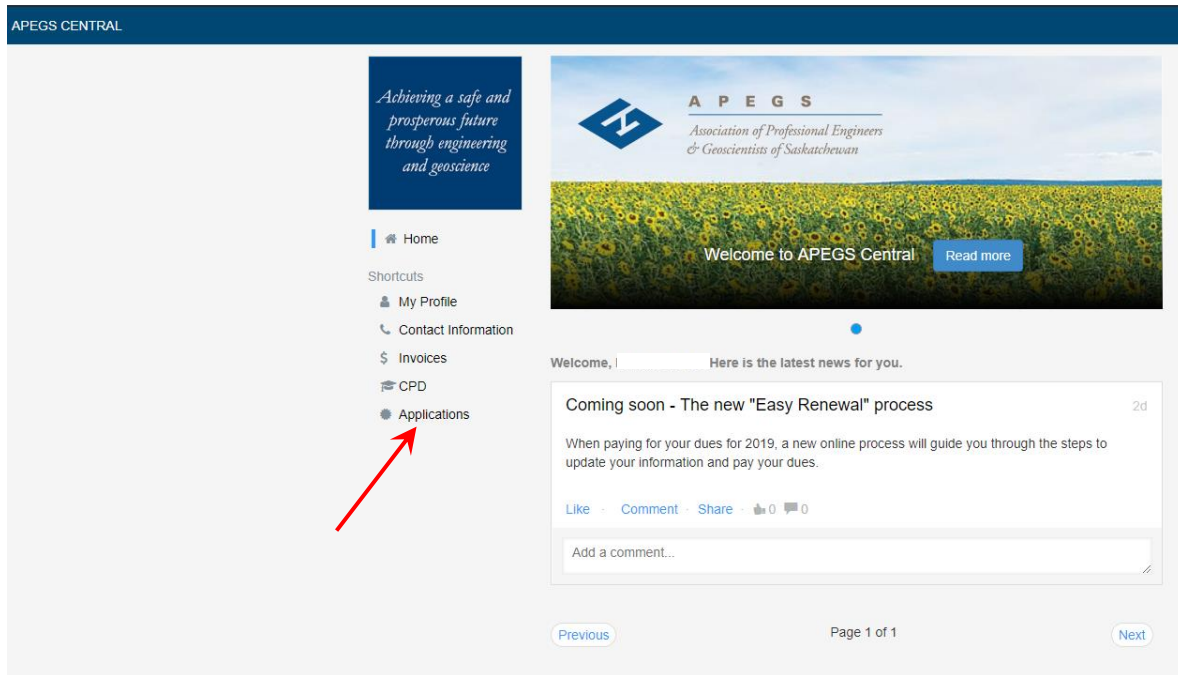 APEGS CENTRAL
Achieving a safe and
prosperous future
through engineering
and geoscience
Home
Shortcuts
My Profile
Contact Information
$ Invoices
CPD
Applications
A P E G S
Association of Professional Engineers
& Geoscientists of Saskatchewan
Welcome to APEGS Central Read more
Welcome, Here is the latest news for you.
Coming soon - The new "Easy Renewal" process 2d
When paying for your dues for 2019, a new online process will guide you through the steps to
update your information and pay your dues.
Like · Comment · Share · 0 0
Add a comment...
Previous Page 1 of 1 Next